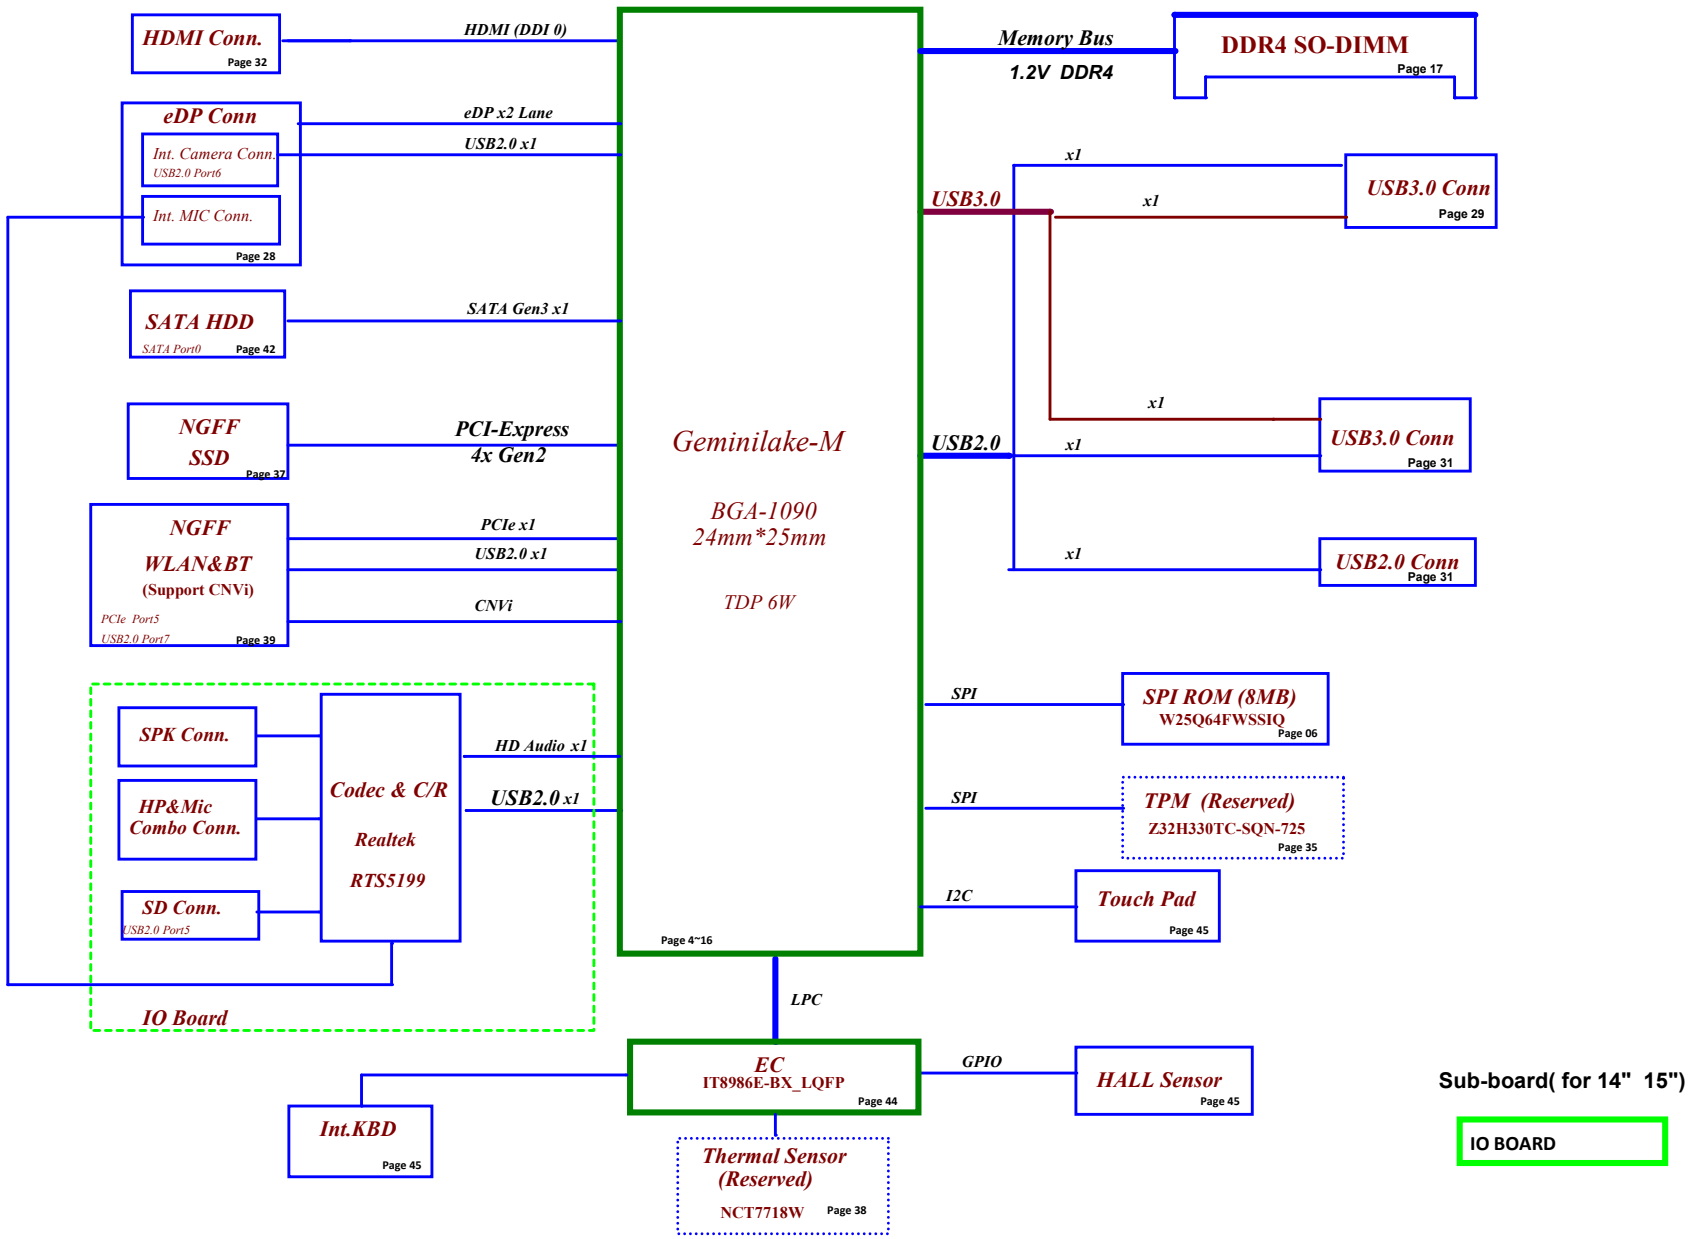 HDMI Conn.
Page 32
HDMI (DDI 0)
eDP Conn
Int. Camera Conn.
USB2.0 Port6
Int. MIC Conn.
Page 28
eDP x2 Lane
USB2.0 x1
SATA HDD
SATA Port0
Page 42
SATA Gen3 x1
NGFF
SSD
Page 37
PCI-Express
4x Gen2
NGFF
WLAN&BT
(Support CNVi)
PCIe  Port5
USB2.0 Port7
Page 39
PCIe x1
USB2.0 x1
CNVi
SPK Conn.
HP&Mic
Combo Conn.
SD Conn.
USB2.0 Port5
Codec & C/R
Realtek
RTS5199
HD Audio x1
USB2.0 x1
IO Board
Geminilake-M
BGA-1090
24mm*25mm
TDP 6W
Page 4~16
Memory Bus
1.2V  DDR4
DDR4 SO-DIMM
Page 17
USB3.0
x1
x1
USB3.0 Conn
Page 29
USB2.0
x1
x1
USB3.0 Conn
Page 31
x1
USB2.0 Conn
Page 31
SPI
SPI ROM (8MB)
W25Q64FWSSIQ
Page 06
SPI
TPM  (Reserved)
Z32H330TC-SQN-725
Page 35
I2C
Touch Pad
Page 45
LPC
EC
IT8986E-BX_LQFP
Page 44
GPIO
HALL Sensor
Page 45
Int.KBD
Page 45
Thermal Sensor
(Reserved)
NCT7718W
Page 38
Sub-board( for 14"  15")
IO BOARD